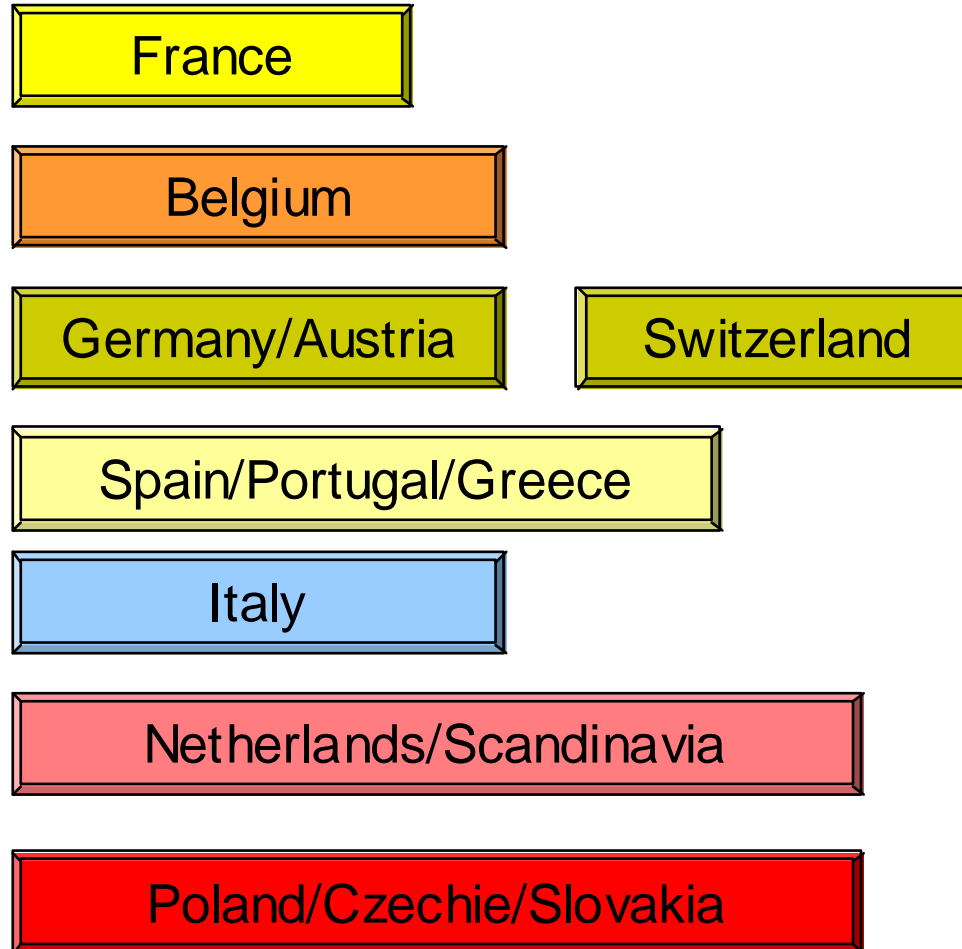 France
Belgium
Germany/Austria
Switzerland
Spain/Portugal/Greece
Italy
Netherlands/Scandinavia
Poland/Czechie/Slovakia